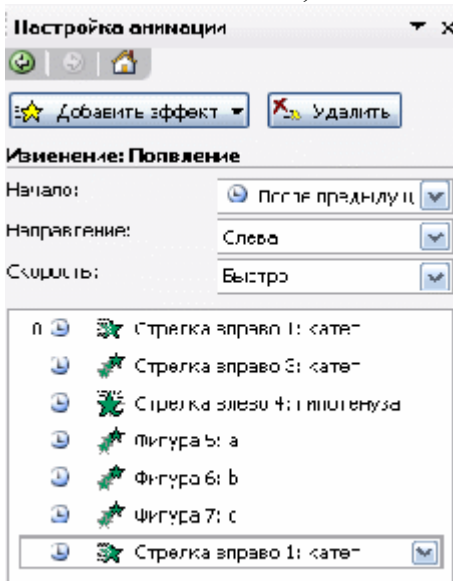 Настройка анимации
Добавить эффект
Удалить
Изменение: Появление
Начало:
После предыдущ
Направление:
Слева
Скорость:
Быстро
0 Стрелка вправо 1: катет
Стрелка вправо 3: катет
Стрелка влево 4: гипотенуза
Фигура 5: a
Фигура 6: b
Фигура 7: c
Стрелка вправо 1: катет